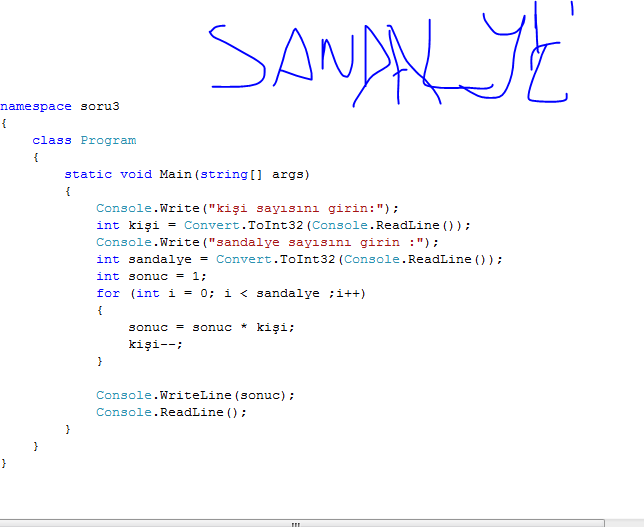 SANDALYE
namespace soru3
{
class Program
{
static void Main(string[] args)
{
Console.Write("kişi sayısını girin:");
int kişi = Convert.ToInt32(Console.ReadLine());
Console.Write("sandalye sayısını girin :");
int sandalye = Convert.ToInt32(Console.ReadLine());
int sonuc = 1;
for (int i = 0; i < sandalye ;i++)
{
sonuc = sonuc * kişi;
kişi--;
}
Console.WriteLine(sonuc);
Console.ReadLine();
}
}
}